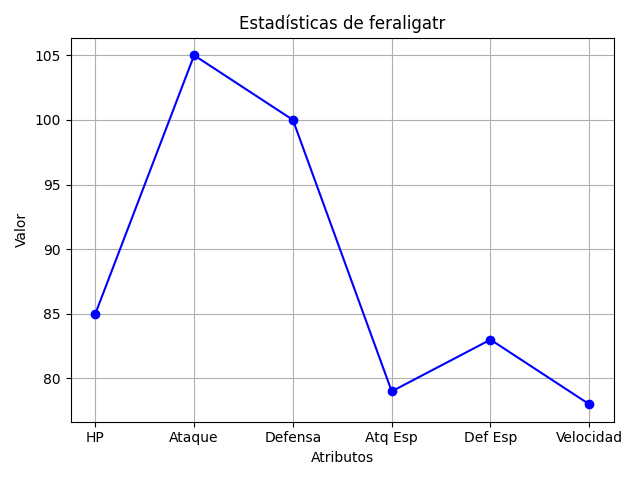 Estadísticas de feraligatr
Valor
105
100
95
90
85
80
HP Ataque Defensa Atq Esp Def Esp Velocidad
Atributos